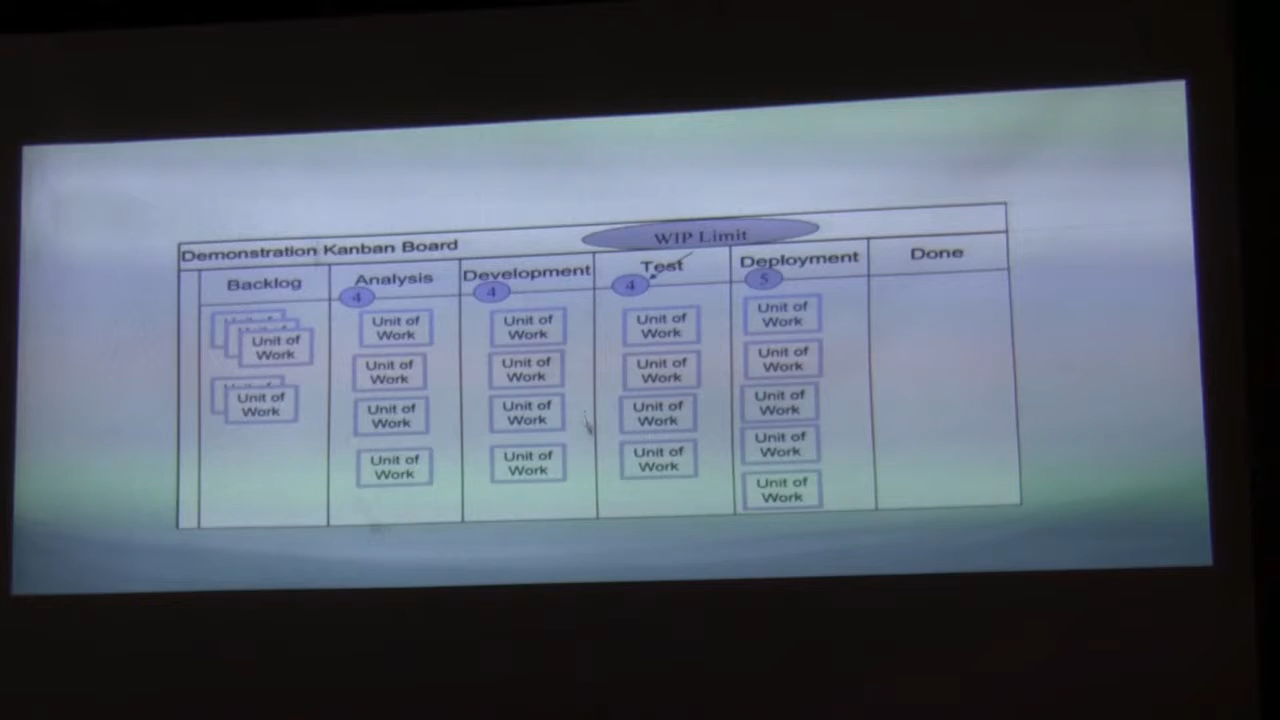 Demonstration Kanban Board
WIP Limit
Backlog
Analysis
Development
Test
Deployment
Done
4
4
4
5
Unit of
Work
Unit of
Work
Unit of
Work
Unit of
Work
Unit of
Work
Unit of
Work
Unit of
Work
Unit of
Work
Unit of
Work
Unit of
Work
Unit of
Work
Unit of
Work
Unit of
Work
Unit of
Work
Unit of
Work
Unit of
Work
Unit of
Work
Unit of
Work
Unit of
Work